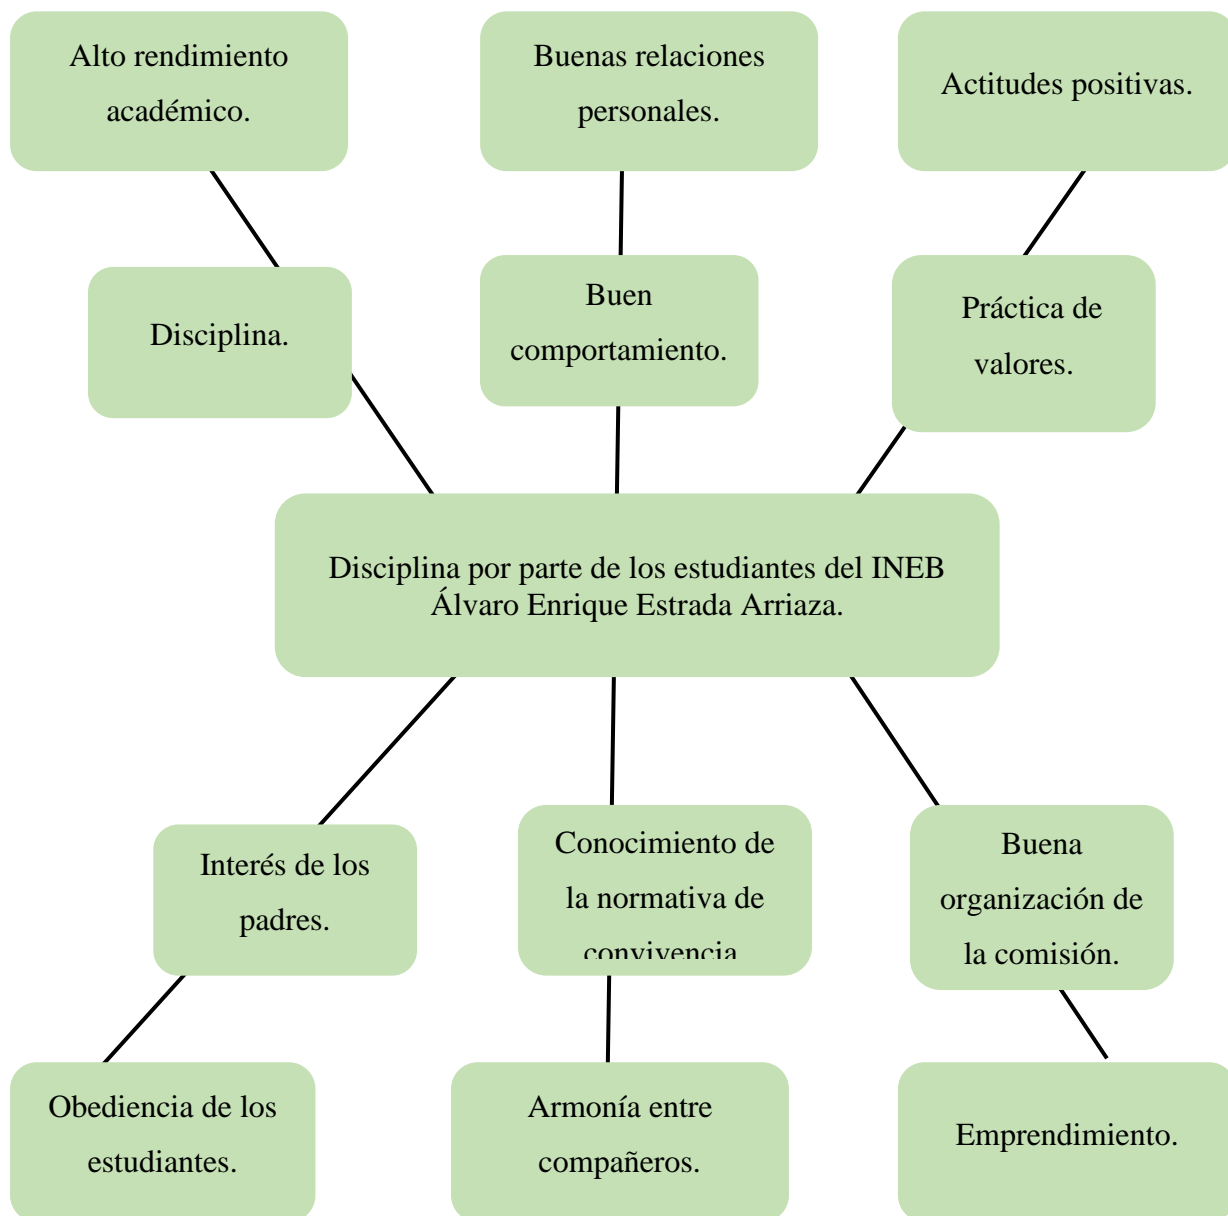 Alto rendimiento
académico.
Buenas relaciones
personales.
Actitudes positivas.
Disciplina.
Buen
comportamiento.
Práctica de
valores.
Disciplina por parte de los estudiantes del INEB
Álvaro Enrique Estrada Arriaza.
Interés de los
padres.
Conocimiento de
la normativa de
convivencia
Buena
organización de
la comisión.
Obediencia de los
estudiantes.
Armonía entre
compañeros.
Emprendimiento.